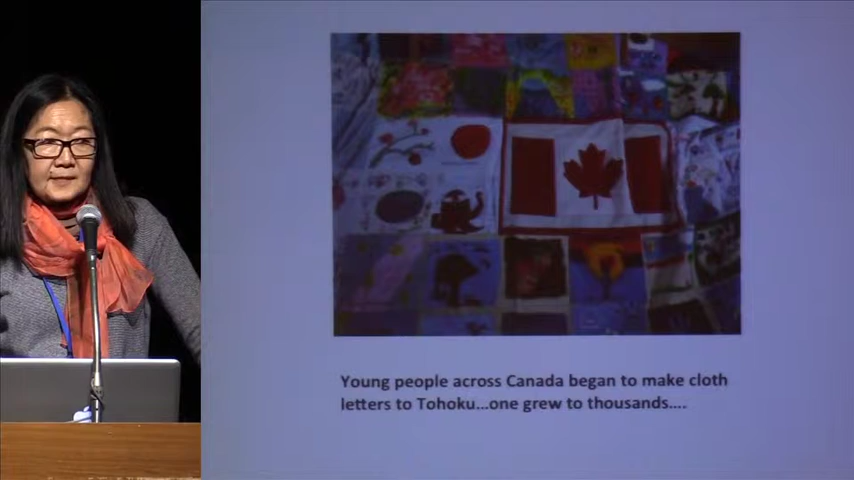 Young people across Canada began to make cloth
letters to Tohoku...one grew to thousands....